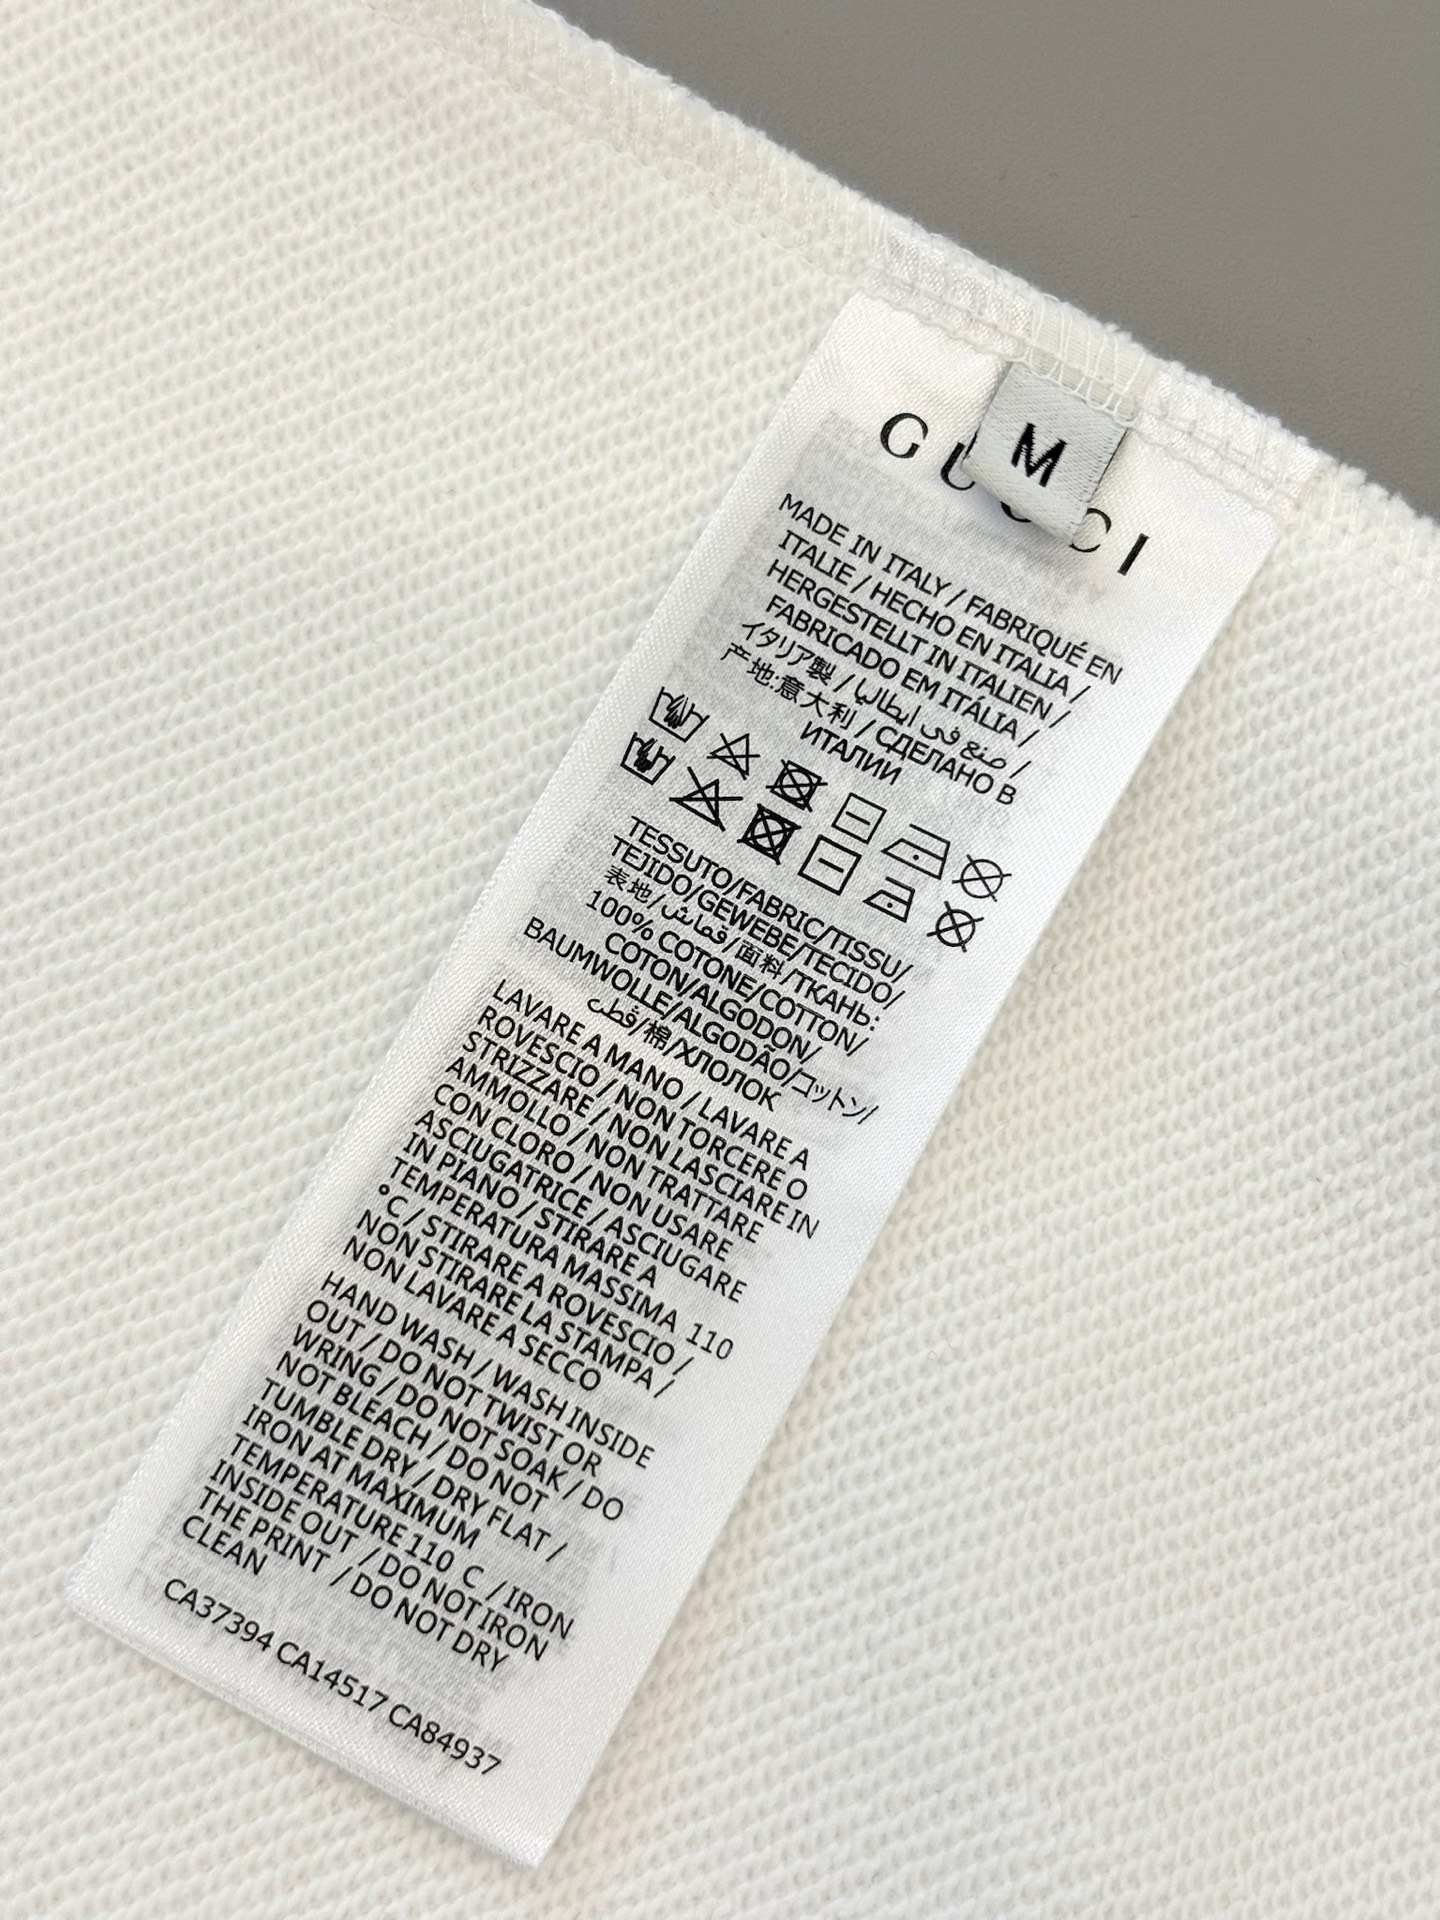 GUCCI
M
MADE IN ITALY / FABRIQUÉ EN
ITALIE / HECHO EN ITALIA /
HERGESTELLT IN ITALIEN /
FABRICADO EM ITÁLIA /
イタリア製 / صنع في ايطاليا /
产地:意大利 / СДЕЛАНО В
ИТАЛИИ
TESSUTO/FABRIC/TISSU/
TEJIDO/GEWEBE/TECIDO/
表地/قماش/面料/ТКАНЬ:
100% COTONE/COTTON/
COTON/ALGODON/
BAUMWOLLE/ALGODÃO/コットン/
قطن/棉/ХЛОПОК
LAVARE A MANO / LAVARE A
ROVESCIO / NON TORCERE O
STRIZZARE / NON LASCIARE IN
AMMOLLO / NON TRATTARE
CON CLORO / NON USARE
ASCIUGATRICE / ASCIUGARE
IN PIANO / STIRARE A
TEMPERATURA MASSIMA 110
°C / STIRARE A ROVESCIO /
NON STIRARE LA STAMPA /
NON LAVARE A SECCO
HAND WASH / WASH INSIDE
OUT / DO NOT TWIST OR
WRING / DO NOT SOAK / DO
NOT BLEACH / DO NOT
TUMBLE DRY / DRY FLAT /
IRON AT MAXIMUM
TEMPERATURE 110 C / IRON
INSIDE OUT / DO NOT IRON
THE PRINT / DO NOT DRY
CLEAN
CA37394 CA14517 CA84937